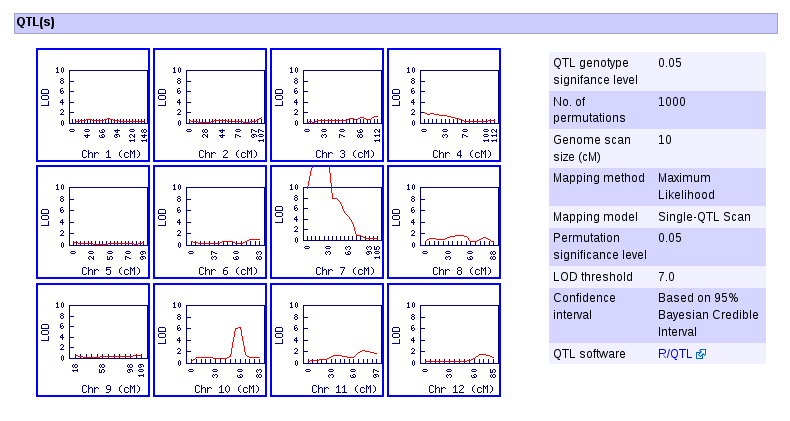 QTL(s)
10
8
6
4
2
0
LOD
0 40 66 94 120 148
Chr 1 (cM)
10
8
6
4
2
0
LOD
0 28 44 70 97 107
Chr 2 (cM)
10
8
6
4
2
0
LOD
0 30 70 86 112
Chr 3 (cM)
10
8
6
4
2
0
LOD
0 30 70 100 112
Chr 4 (cM)
10
8
6
4
2
0
LOD
0 20 50 70 99
Chr 5 (cM)
10
8
6
4
2
0
LOD
0 37 60 83
Chr 6 (cM)
10
8
6
4
2
0
LOD
0 30 63 93 105
Chr 7 (cM)
10
8
6
4
2
0
LOD
0 30 60 88
Chr 8 (cM)
10
8
6
4
2
0
LOD
18 58 98 109
Chr 9 (cM)
10
8
6
4
2
0
LOD
0 30 60 83
Chr 10 (cM)
10
8
6
4
2
0
LOD
0 30 60 97
Chr 11 (cM)
10
8
6
4
2
0
LOD
0 30 60 85
Chr 12 (cM)
QTL genotype 0.05
signifance level
No. of 1000
permutations
Genome scan 10
size (cM)
Mapping method Maximum
Likelihood
Mapping model Single-QTL Scan
Permutation 0.05
significance level
LOD threshold 7.0
Confidence Based on 95%
interval Bayesian Credible
Interval
QTL software R/QTL